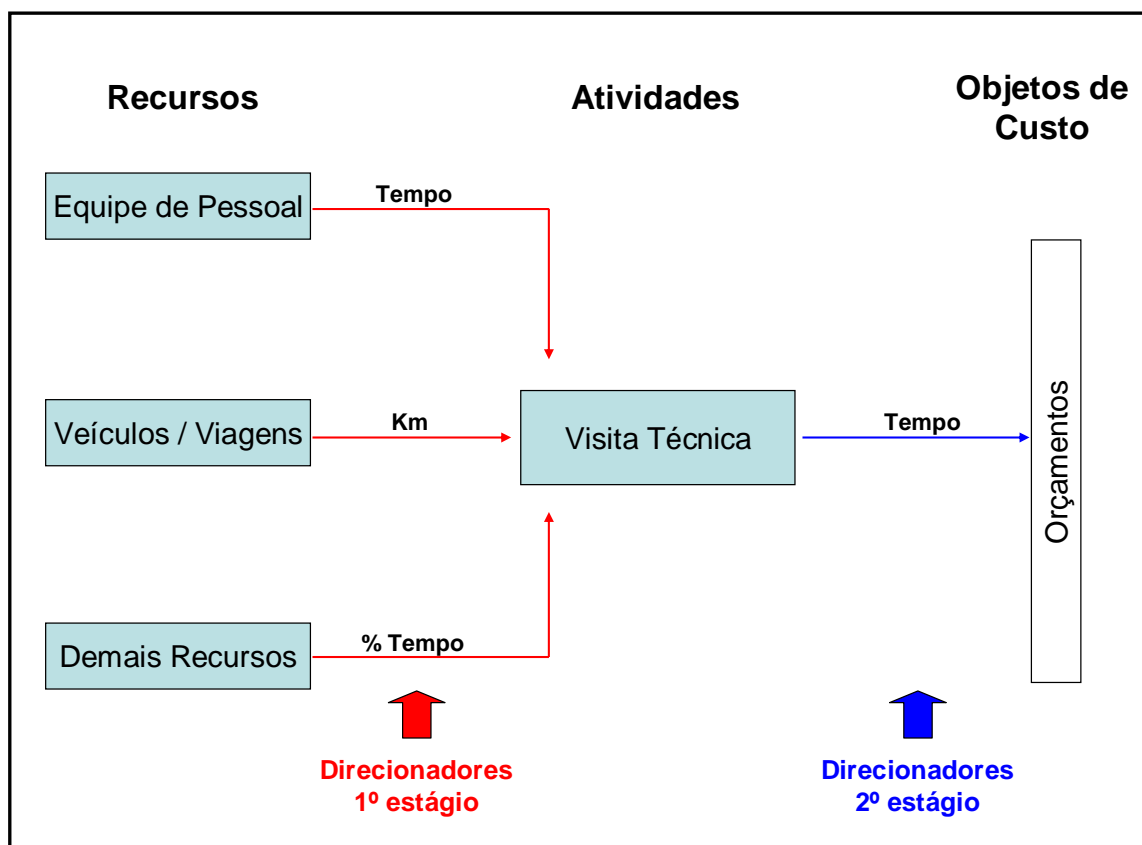 Recursos
Atividades
Objetos de
Custo
Equipe de Pessoal
Tempo
Veículos / Viagens
Km
Visita Técnica
Tempo
Orçamentos
Demais Recursos
% Tempo
Direcionadores
1º estágio
Direcionadores
2º estágio